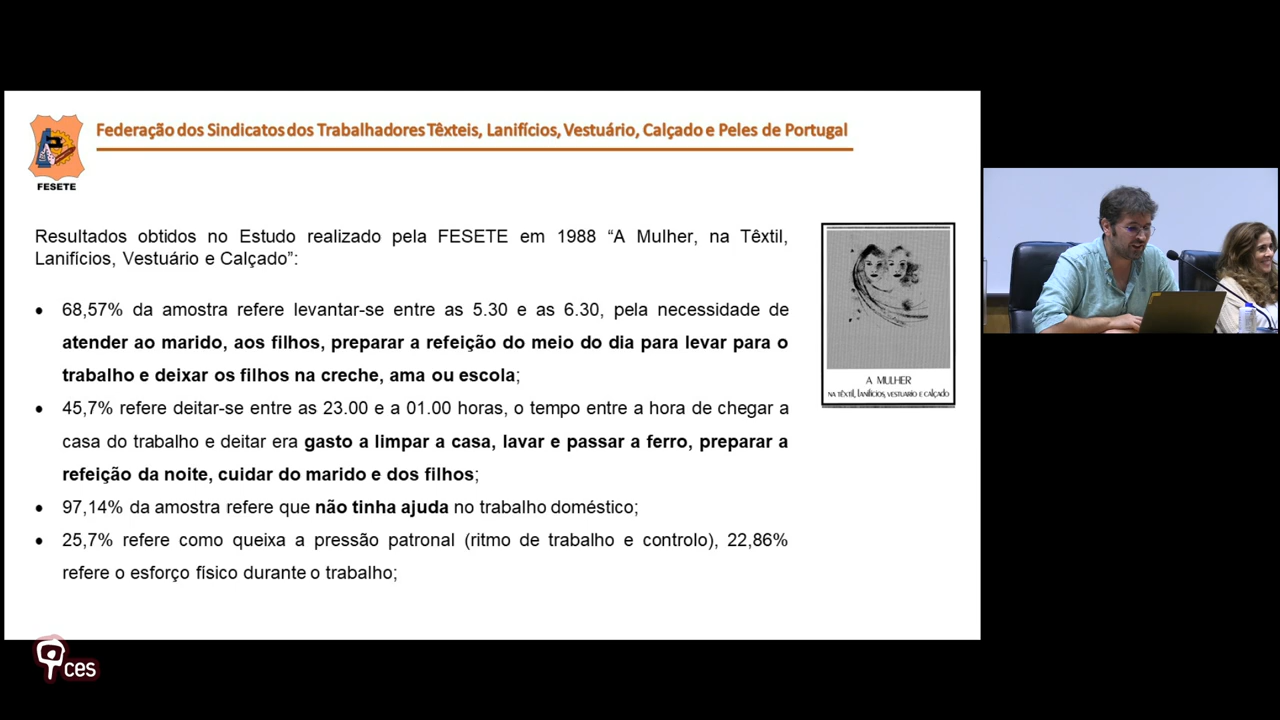 Federação dos Sindicatos dos Trabalhadores Têxteis, Lanifícios, Vestuário, Calçado e Peles de Portugal
FESETE
Resultados obtidos no Estudo realizado pela FESETE em 1988 “A Mulher, na Têxtil,
Lanifícios, Vestuário e Calçado”:
• 68,57% da amostra refere levantar-se entre as 5.30 e as 6.30, pela necessidade de
atender ao marido, aos filhos, preparar a refeição do meio do dia para levar para o
trabalho e deixar os filhos na creche, ama ou escola;
• 45,7% refere deitar-se entre as 23.00 e a 01.00 horas, o tempo entre a hora de chegar a
casa do trabalho e deitar era gasto a limpar a casa, lavar e passar a ferro, preparar a
refeição da noite, cuidar do marido e dos filhos;
• 97,14% da amostra refere que não tinha ajuda no trabalho doméstico;
• 25,7% refere como queixa a pressão patronal (ritmo de trabalho e controlo), 22,86%
refere o esforço físico durante o trabalho;
A MULHER
NA TÊXTIL, LANIFÍCIOS, VESTUÁRIO E CALÇADO
ces